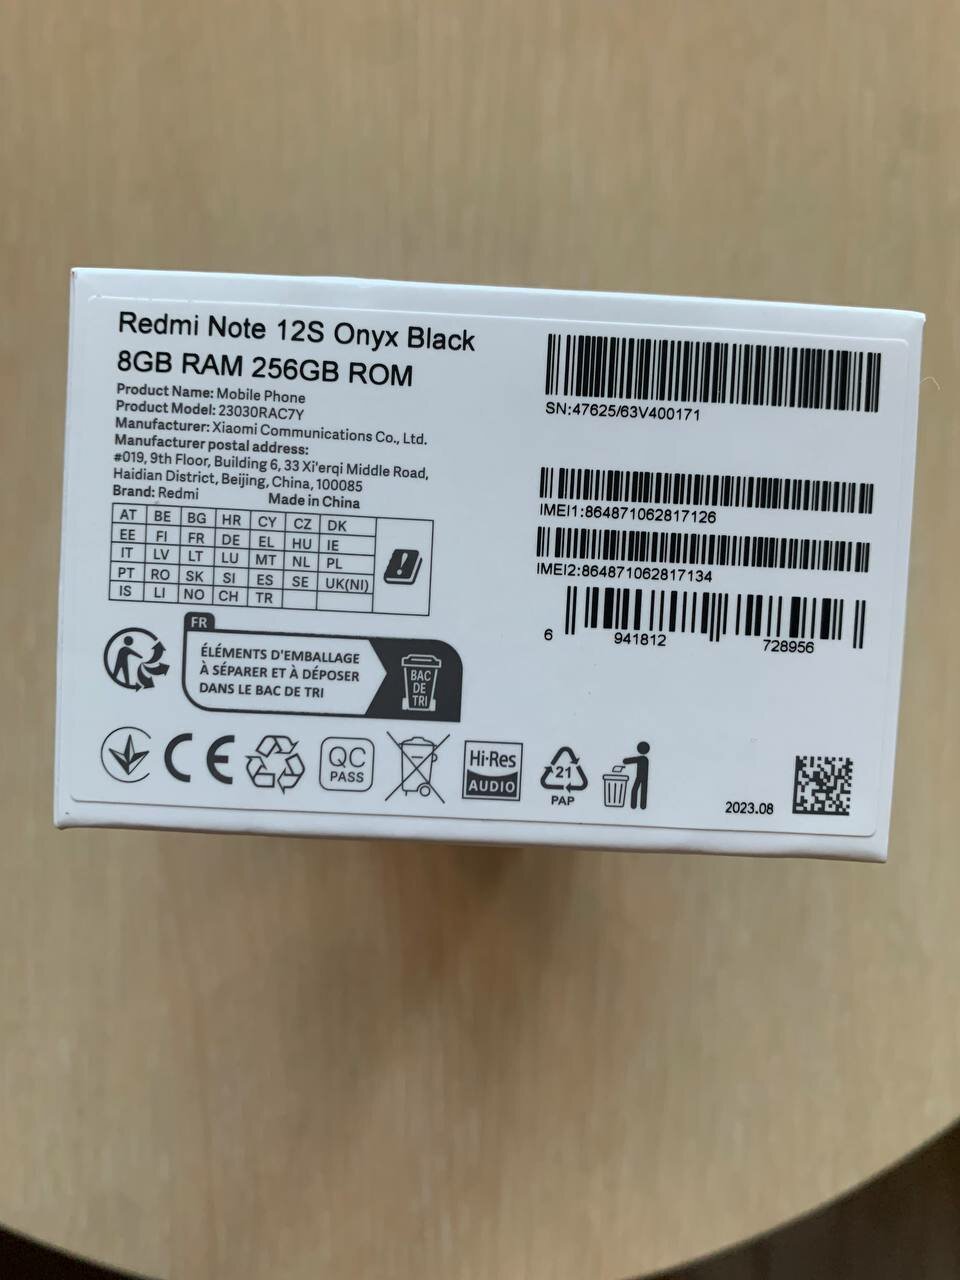 Redmi Note 12S Onyx Black
8GB RAM 256GB ROM
Product Name: Mobile Phone
Product Model: 23030RAC7Y
Manufacturer: Xiaomi Communications Co., Ltd.
Manufacturer postal address:
#019, 9th Floor, Building 6, 33 Xi'erqi Middle Road,
Haidian District, Beijing, China, 100085
Brand: Redmi Made in China
AT BE BG HR CY CZ DK
EE FI FR DE EL HU IE
IT LV LT LU MT NL PL
PT RO SK SI ES SE UK(NI)
IS LI NO CH TR
!
FR
ÉLÉMENTS D'EMBALLAGE
À SÉPARER ET À DÉPOSER
DANS LE BAC DE TRI
BAC
DE
TRI
CE
QC
PASS
Hi-Res
AUDIO
21
PAP
SN:47625/63V400171
IMEI1:864871062817126
IMEI2:864871062817134
6 941812 728956
2023.08